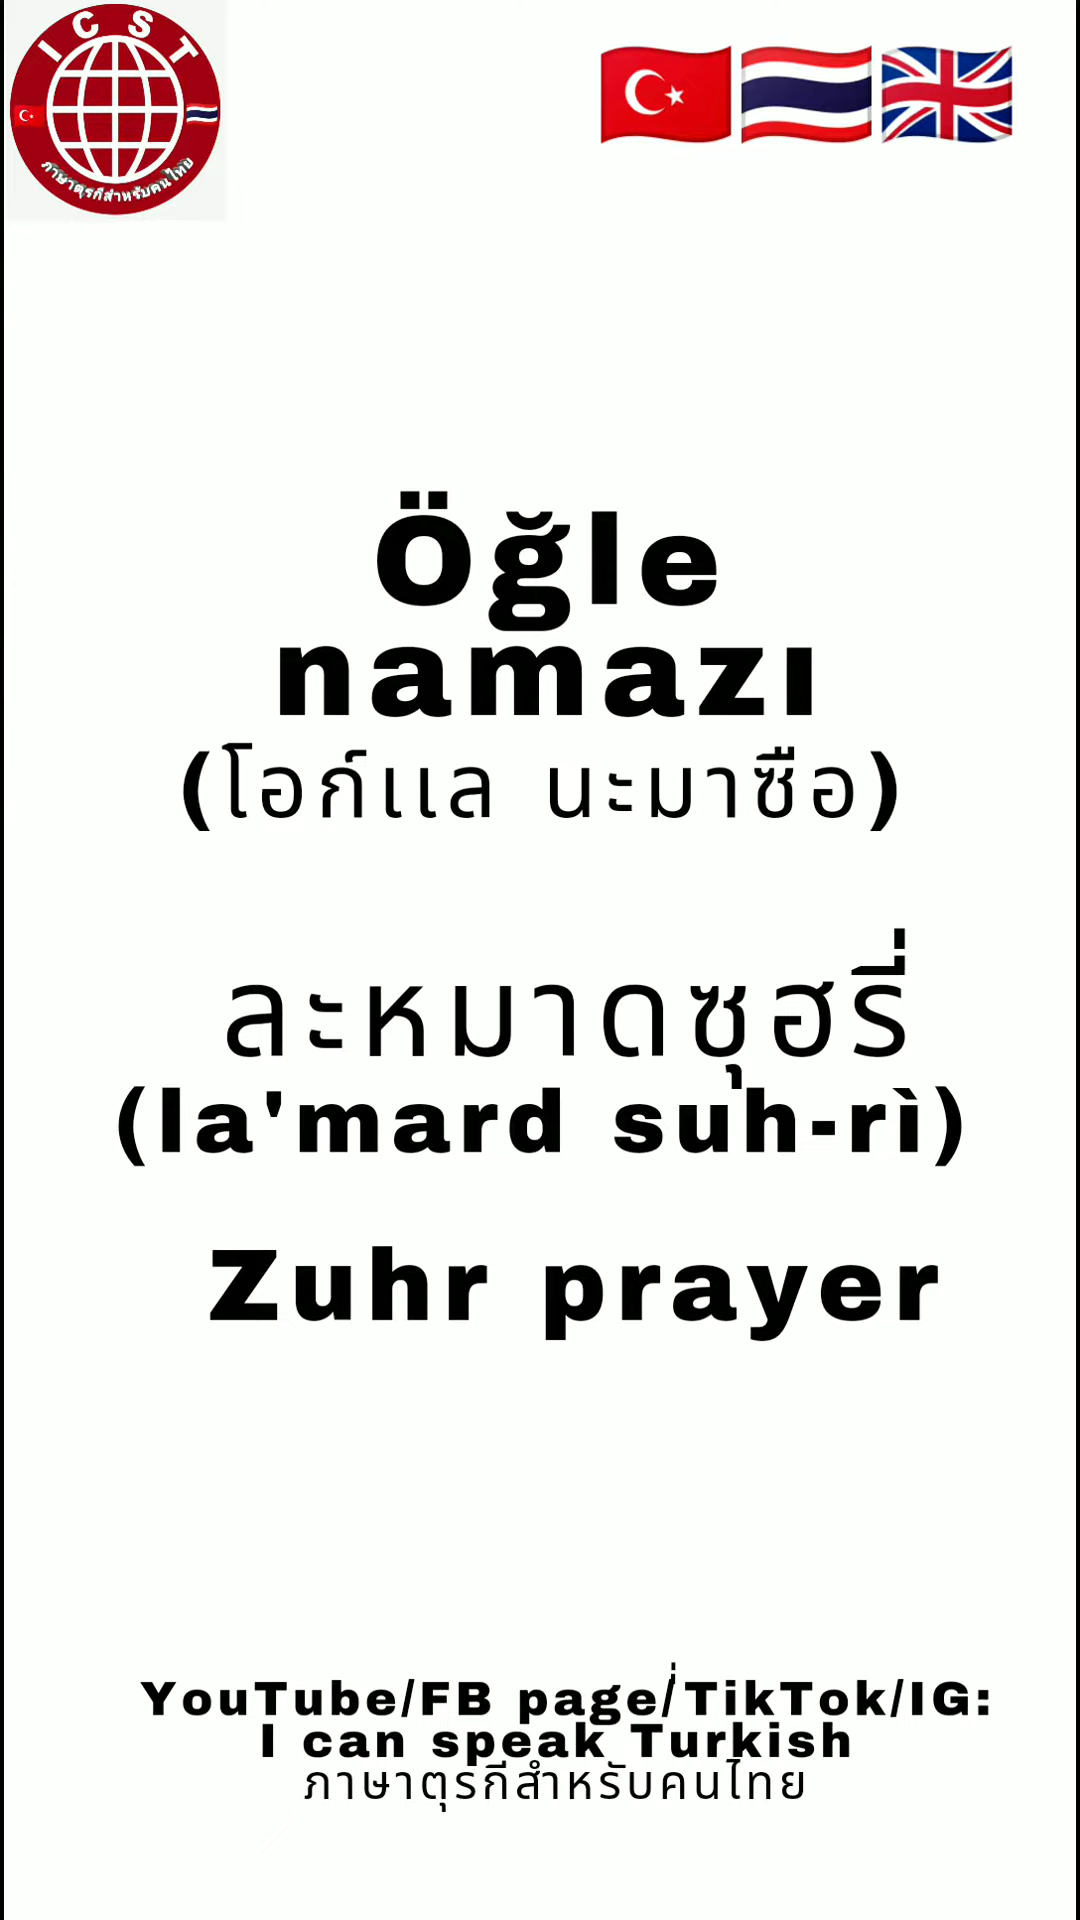 ICST
ภาษาตุรกีสำหรับคนไทย
Öğle
namazı
(โอก์แล นะมาซือ)
ละหมาดซุฮรี่
(la'mard suh-rì)
Zuhr prayer
YouTube/FB page/่TikTok/IG:
I can speak Turkish
ภาษาตุรกีสำหรับคนไทย